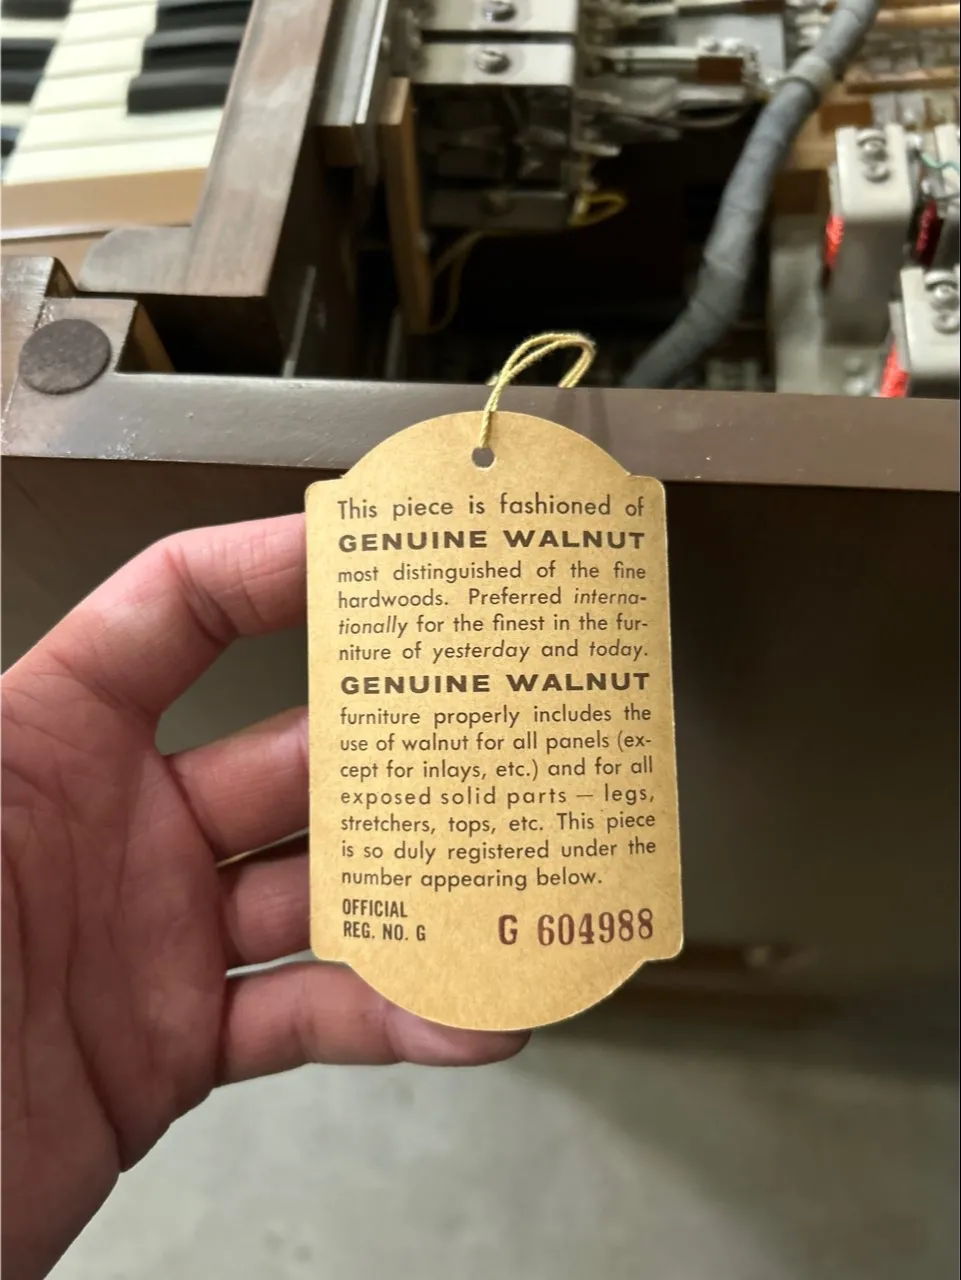 This piece is fashioned of
GENUINE WALNUT
most distinguished of the fine
hardwoods. Preferred interna-
tionally for the finest in the fur-
niture of yesterday and today.
GENUINE WALNUT
furniture properly includes the
use of walnut for all panels (ex-
cept for inlays, etc.) and for all
exposed solid parts — legs,
stretchers, tops, etc. This piece
is so duly registered under the
number appearing below.
OFFICIAL
REG. NO. G G 604988